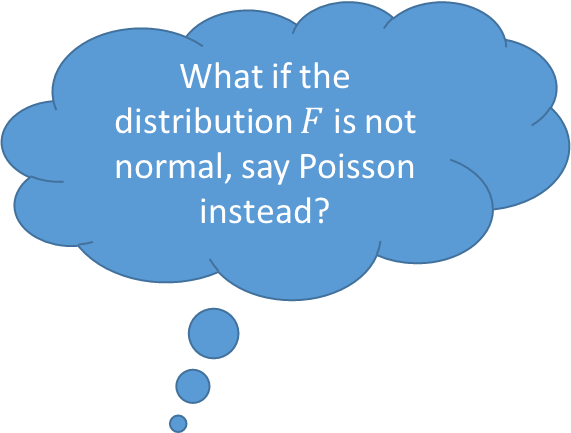 What if the
distribution F is not
normal, say Poisson
instead?